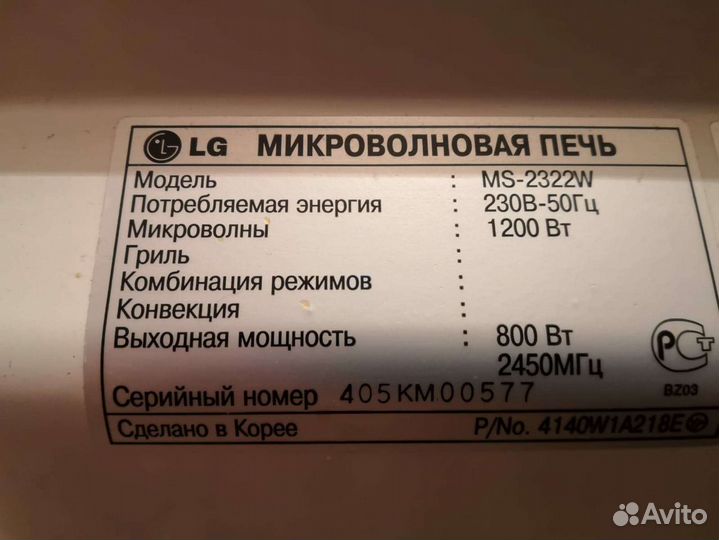 LG МИКРОВОЛНОВАЯ ПЕЧЬ
Модель : MS-2322W
Потребляемая энергия : 230В-50Гц
Микроволны : 1200 Вт
Гриль :
Комбинация режимов :
Конвекция :
Выходная мощность : 800 Вт
2450МГц
Серийный номер 405KM00577
BZ03
Сделано в Корее P/No. 4140W1A218E
Avito